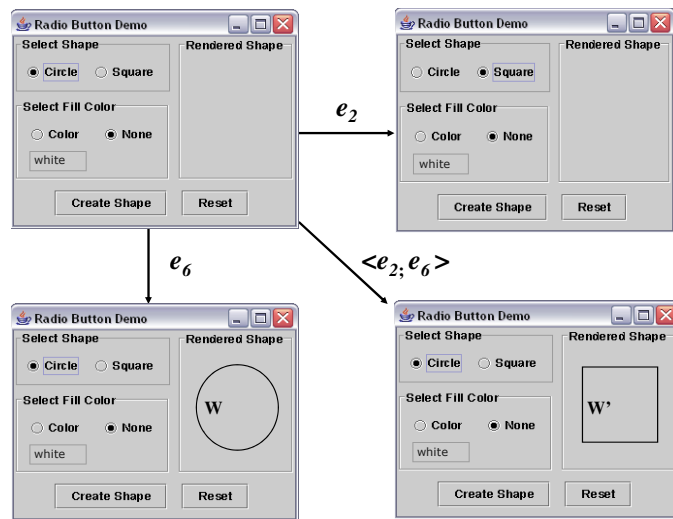 Radio Button Demo
Select Shape
Circle Square
Select Fill Color
Color None
white
Rendered Shape
Create Shape Reset
e2
Radio Button Demo
Select Shape
Circle Square
Select Fill Color
Color None
white
Rendered Shape
Create Shape Reset
e6
<e2; e6>
Radio Button Demo
Select Shape
Circle Square
Select Fill Color
Color None
white
Rendered Shape
W
Create Shape Reset
Radio Button Demo
Select Shape
Circle Square
Select Fill Color
Color None
white
Rendered Shape
W’
Create Shape Reset